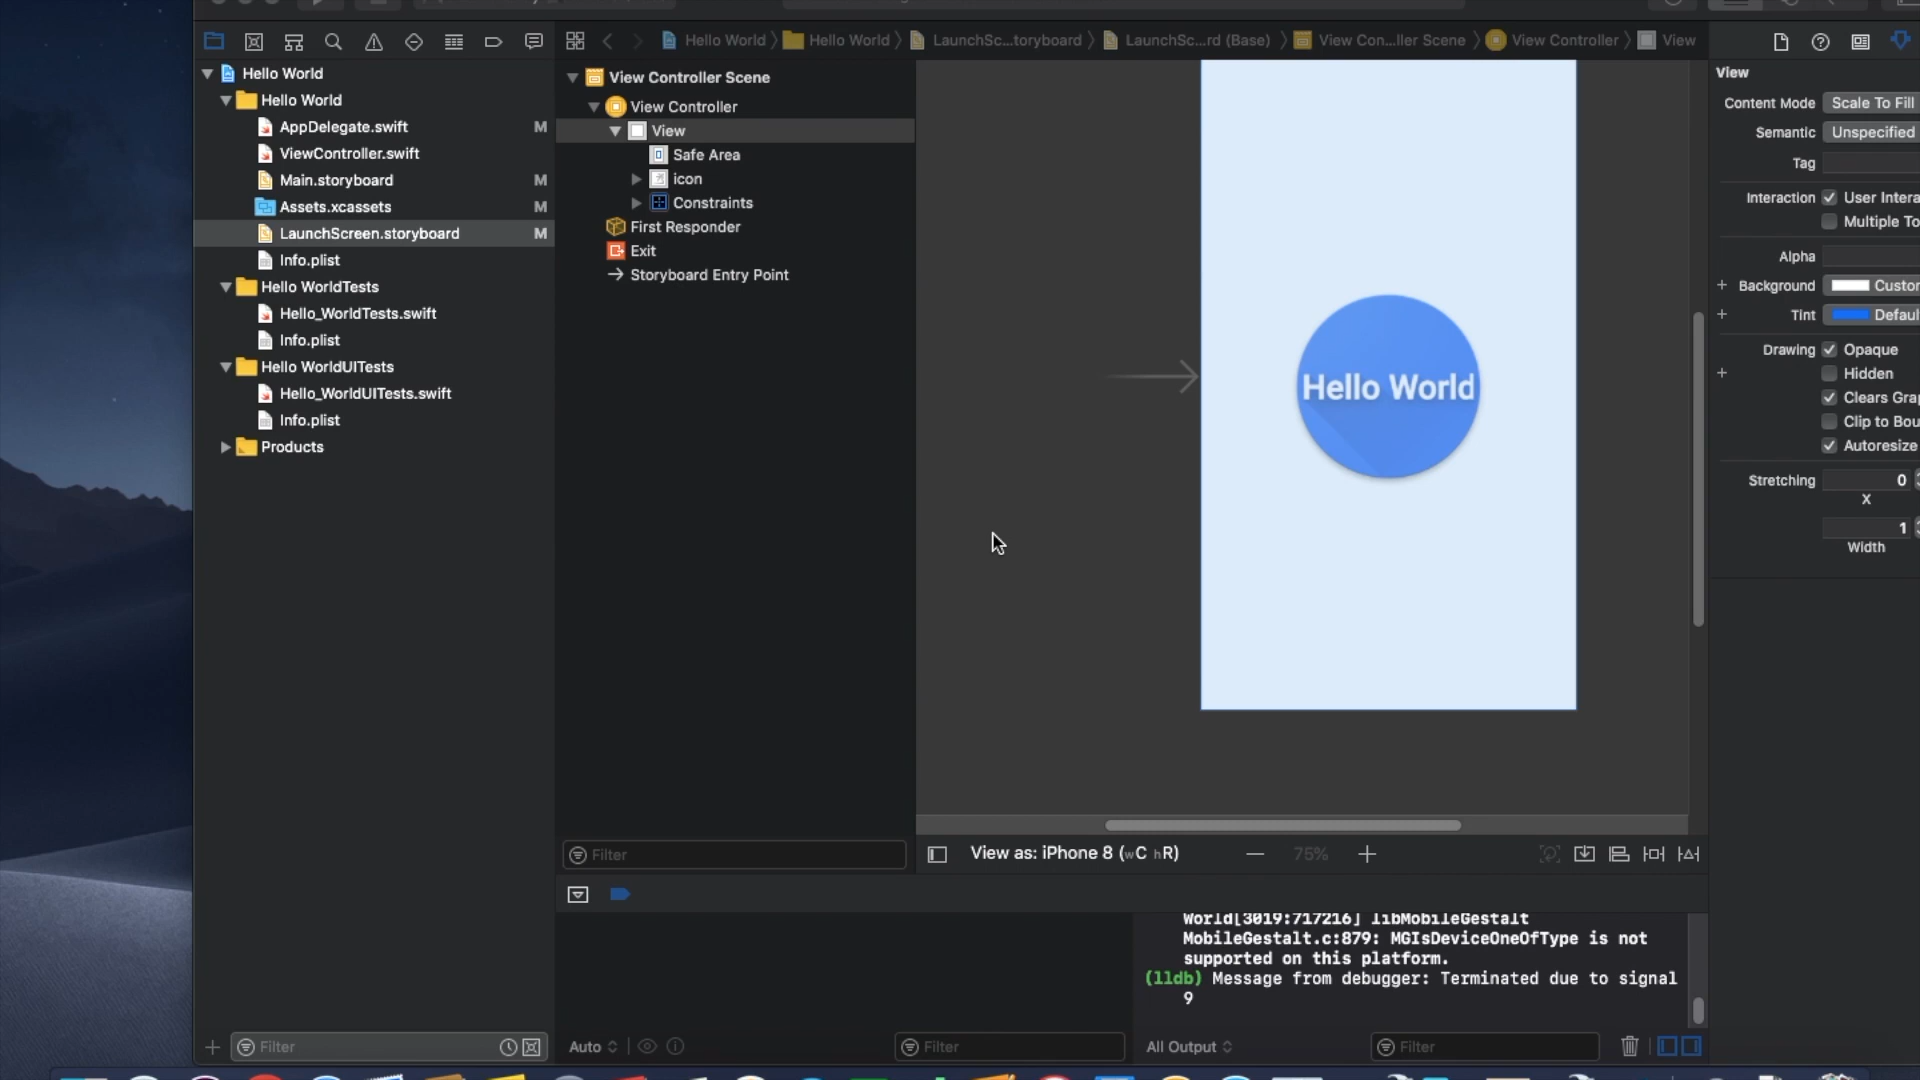 Hello World
Hello World
LaunchSc...toryboard
LaunchSc...rd (Base)
View Con...ller Scene
View Controller
View
Hello World
Hello World
AppDelegate.swift M
ViewController.swift
Main.storyboard M
Assets.xcassets M
LaunchScreen.storyboard M
Info.plist
Hello WorldTests
Hello_WorldTests.swift
Info.plist
Hello WorldUITests
Hello_WorldUITests.swift
Info.plist
Products
Filter
View Controller Scene
View Controller
View
Safe Area
icon
Constraints
First Responder
Exit
Storyboard Entry Point
Filter
Hello World
View as: iPhone 8 (wC hR)
75%
View
Content Mode Scale To Fill
Semantic Unspecified
Tag
Interaction User Intera
Multiple To
Alpha
Background Custo
Tint Defaul
Drawing Opaque
Hidden
Clears Gra
Clip to Bou
Autoresize
Stretching 0
X
1
Width
World[3019:717216] libMobileGestalt
MobileGestalt.c:879: MGIsDeviceOneOfType is not
supported on this platform.
(lldb) Message from debugger: Terminated due to signal
9
Auto
Filter
All Output
Filter